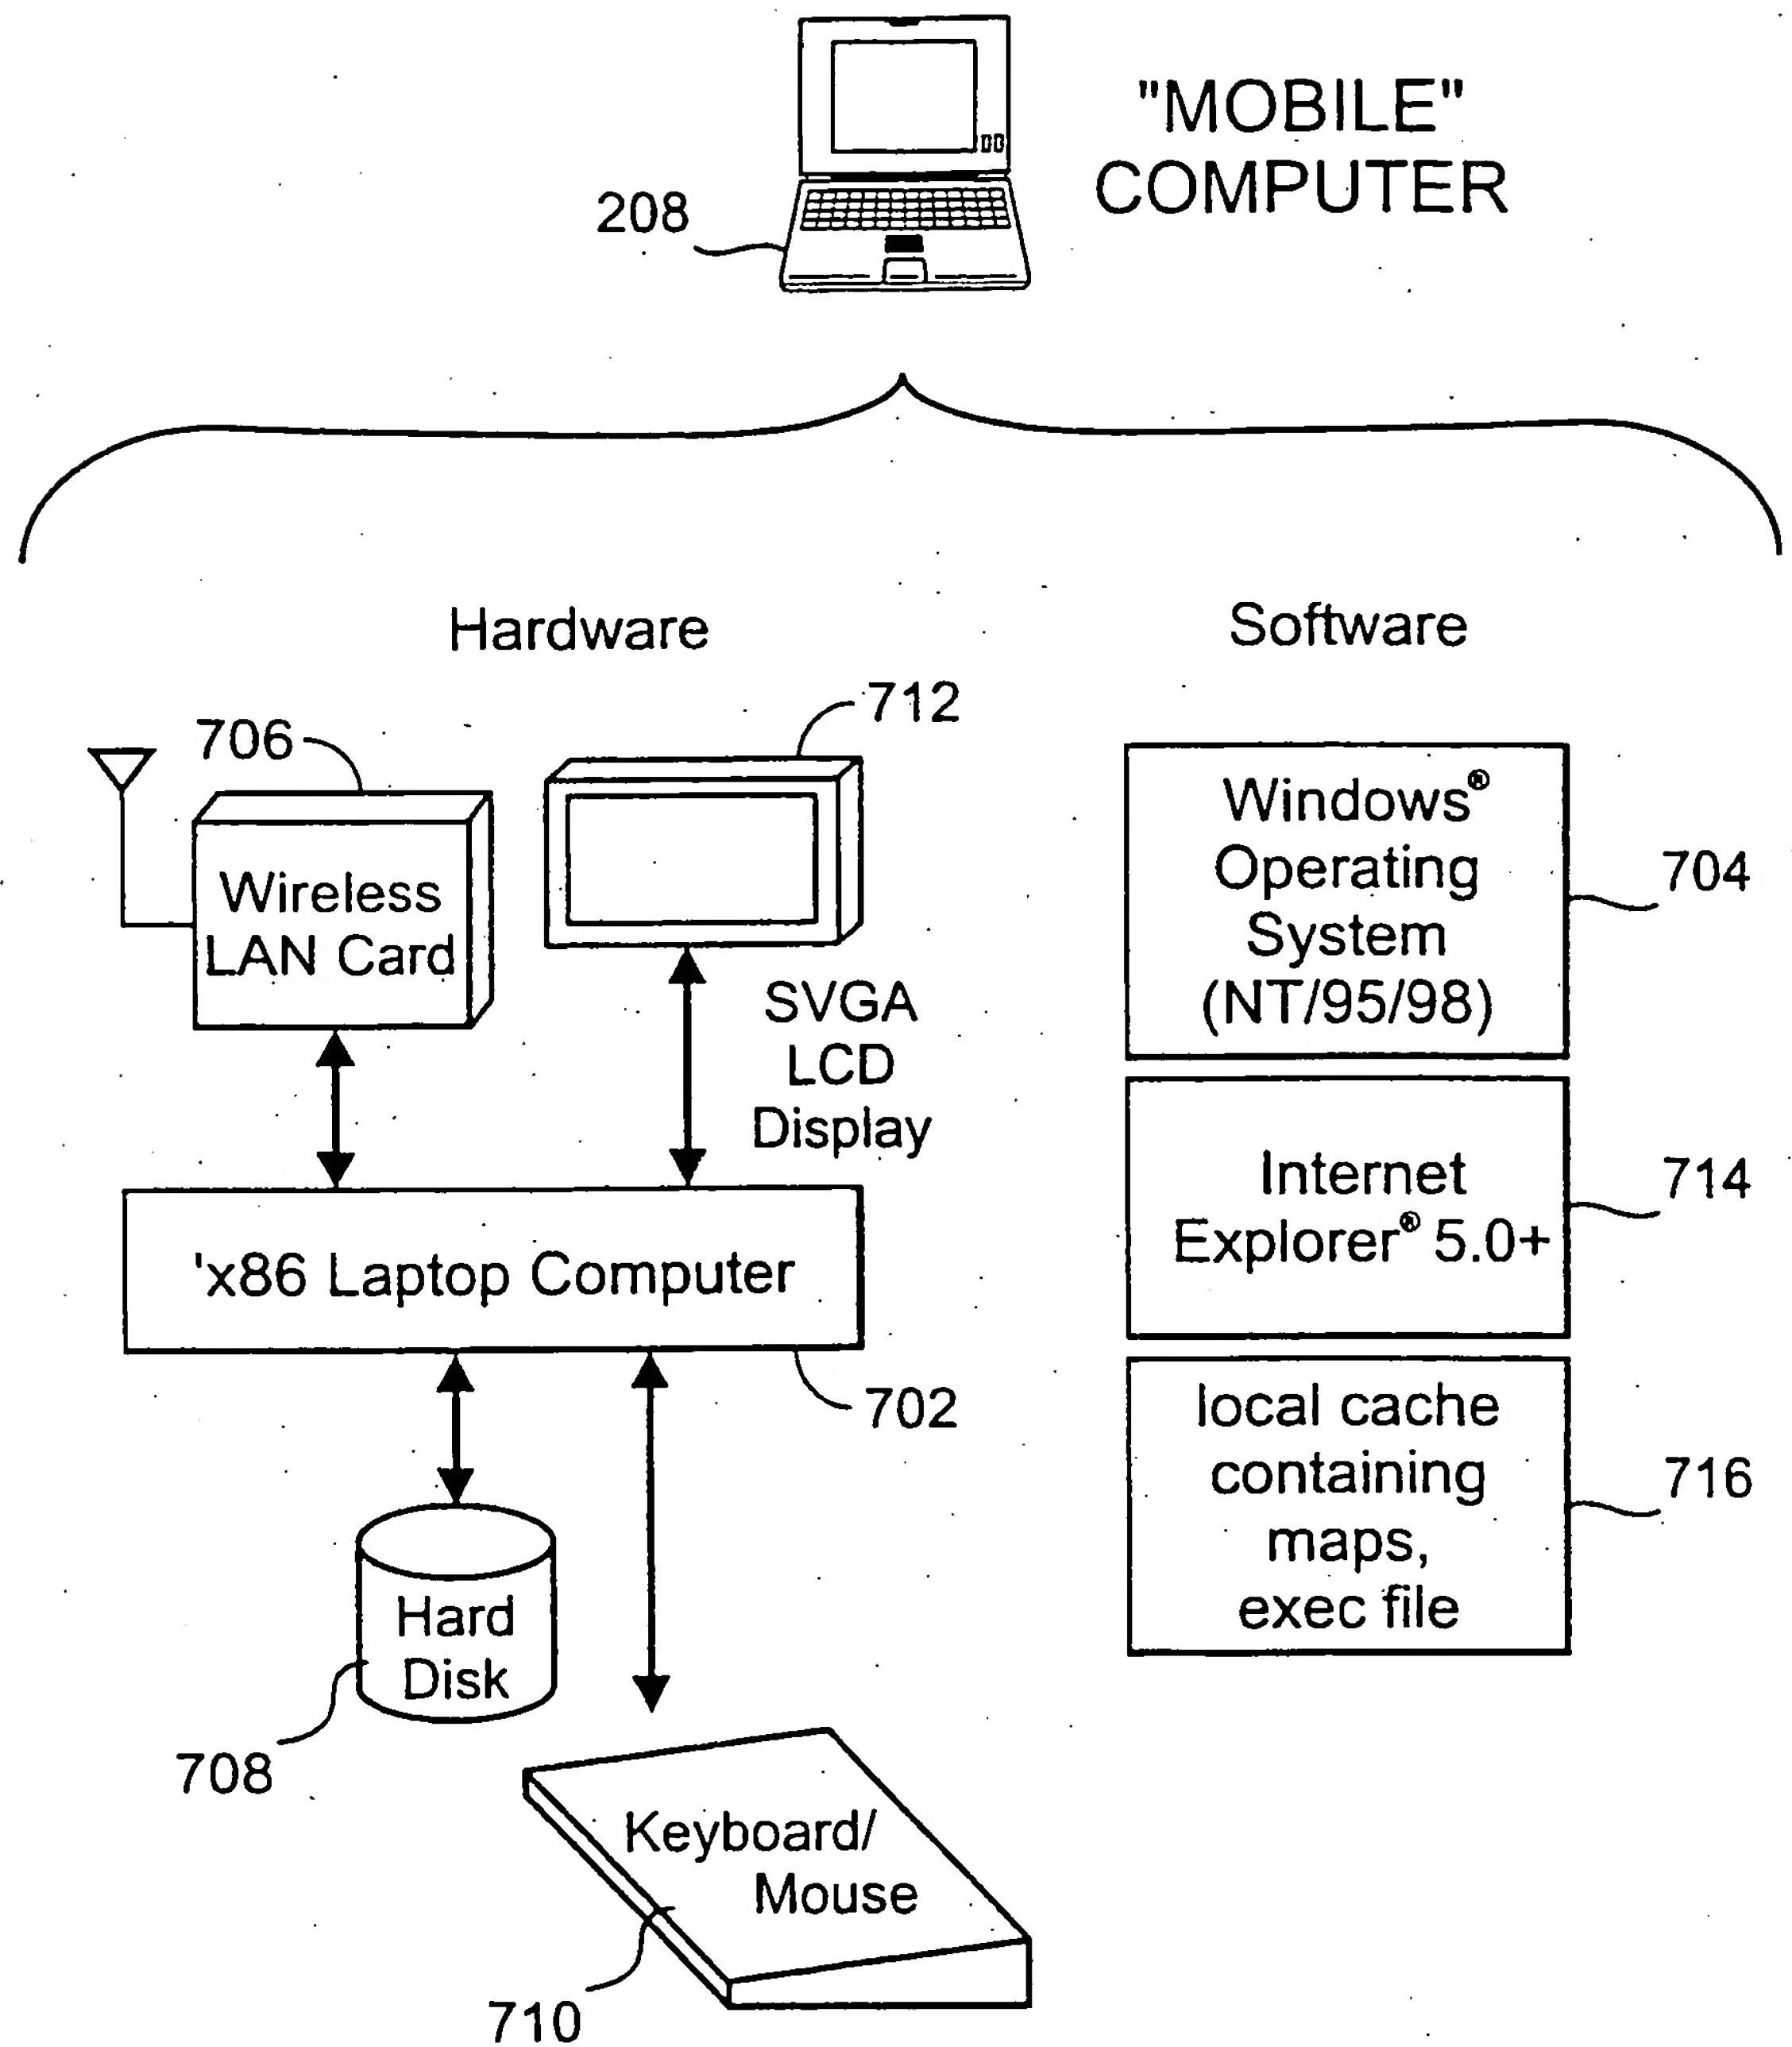 "MOBILE"
COMPUTER
208
Hardware
Software
706
712
Wireless
LAN Card
SVGA
LCD
Display
'x86 Laptop Computer
702
Hard
Disk
708
Keyboard/
Mouse
710
Windows®
Operating
System
(NT/95/98)
704
Internet
Explorer® 5.0+
714
local cache
containing
maps,
exec file
716